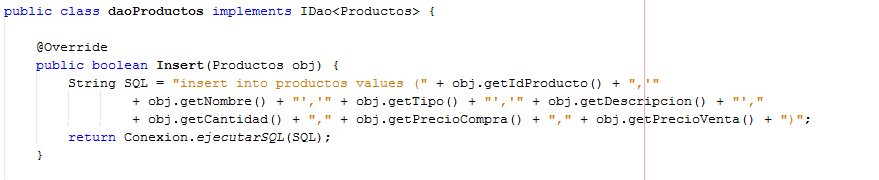 public class daoProductos implements IDao<Productos> {
@Override
public boolean Insert(Productos obj) {
String SQL = "insert into productos values (" + obj.getIdProducto() + ",'"
+ obj.getNombre() + "','" + obj.getTipo() + "','" + obj.getDescripcion() + "',"
+ obj.getCantidad() + "," + obj.getPrecioCompra() + "," + obj.getPrecioVenta() + ")";
return Conexion.ejecutarSQL(SQL);
}